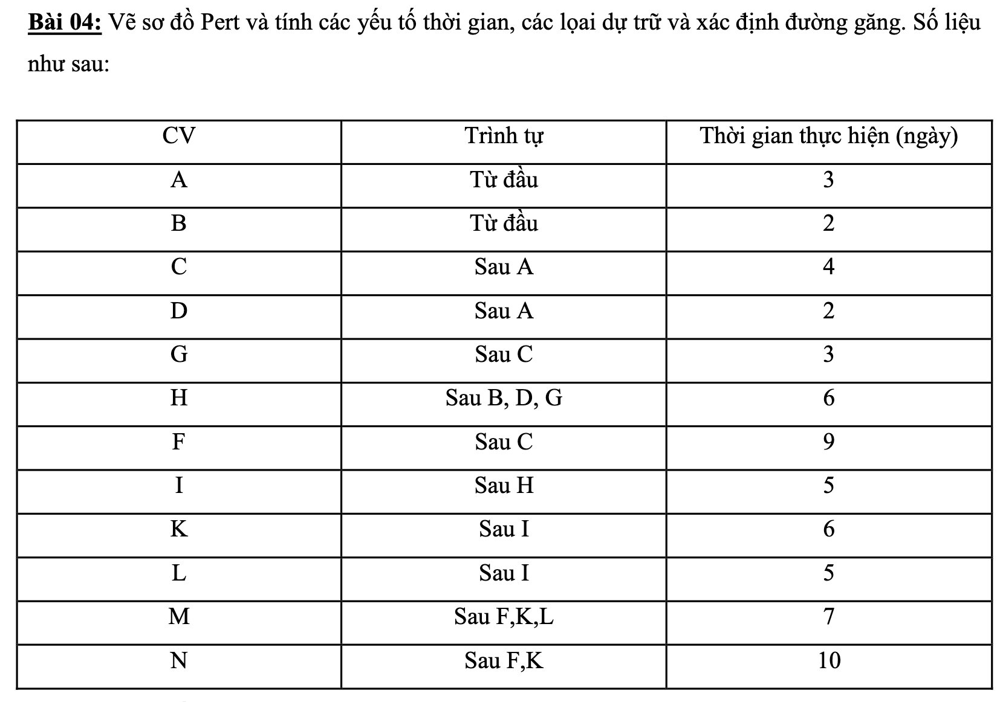 Bài 04: Vẽ sơ đồ Pert và tính các yếu tố thời gian, các lọai dự trữ và xác định đường găng. Số liệu
như sau:
CV Trình tự Thời gian thực hiện (ngày)
A Từ đầu 3
B Từ đầu 2
C Sau A 4
D Sau A 2
G Sau C 3
H Sau B, D, G 6
F Sau C 9
I Sau H 5
K Sau I 6
L Sau I 5
M Sau F,K,L 7
N Sau F,K 10